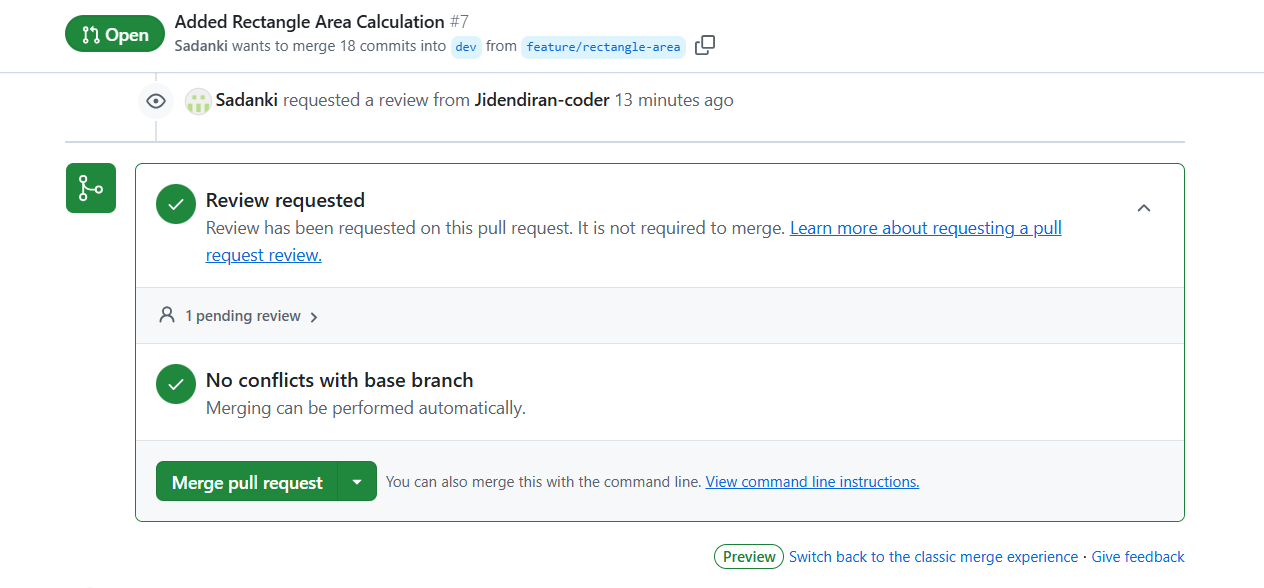 Open
Added Rectangle Area Calculation #7
Sadanki wants to merge 18 commits into dev from feature/rectangle-area
Sadanki requested a review from Jidendiran-coder 13 minutes ago
Review requested
Review has been requested on this pull request. It is not required to merge. Learn more about requesting a pull
request review.
1 pending review
No conflicts with base branch
Merging can be performed automatically.
Merge pull request
You can also merge this with the command line. View command line instructions.
Preview Switch back to the classic merge experience · Give feedback